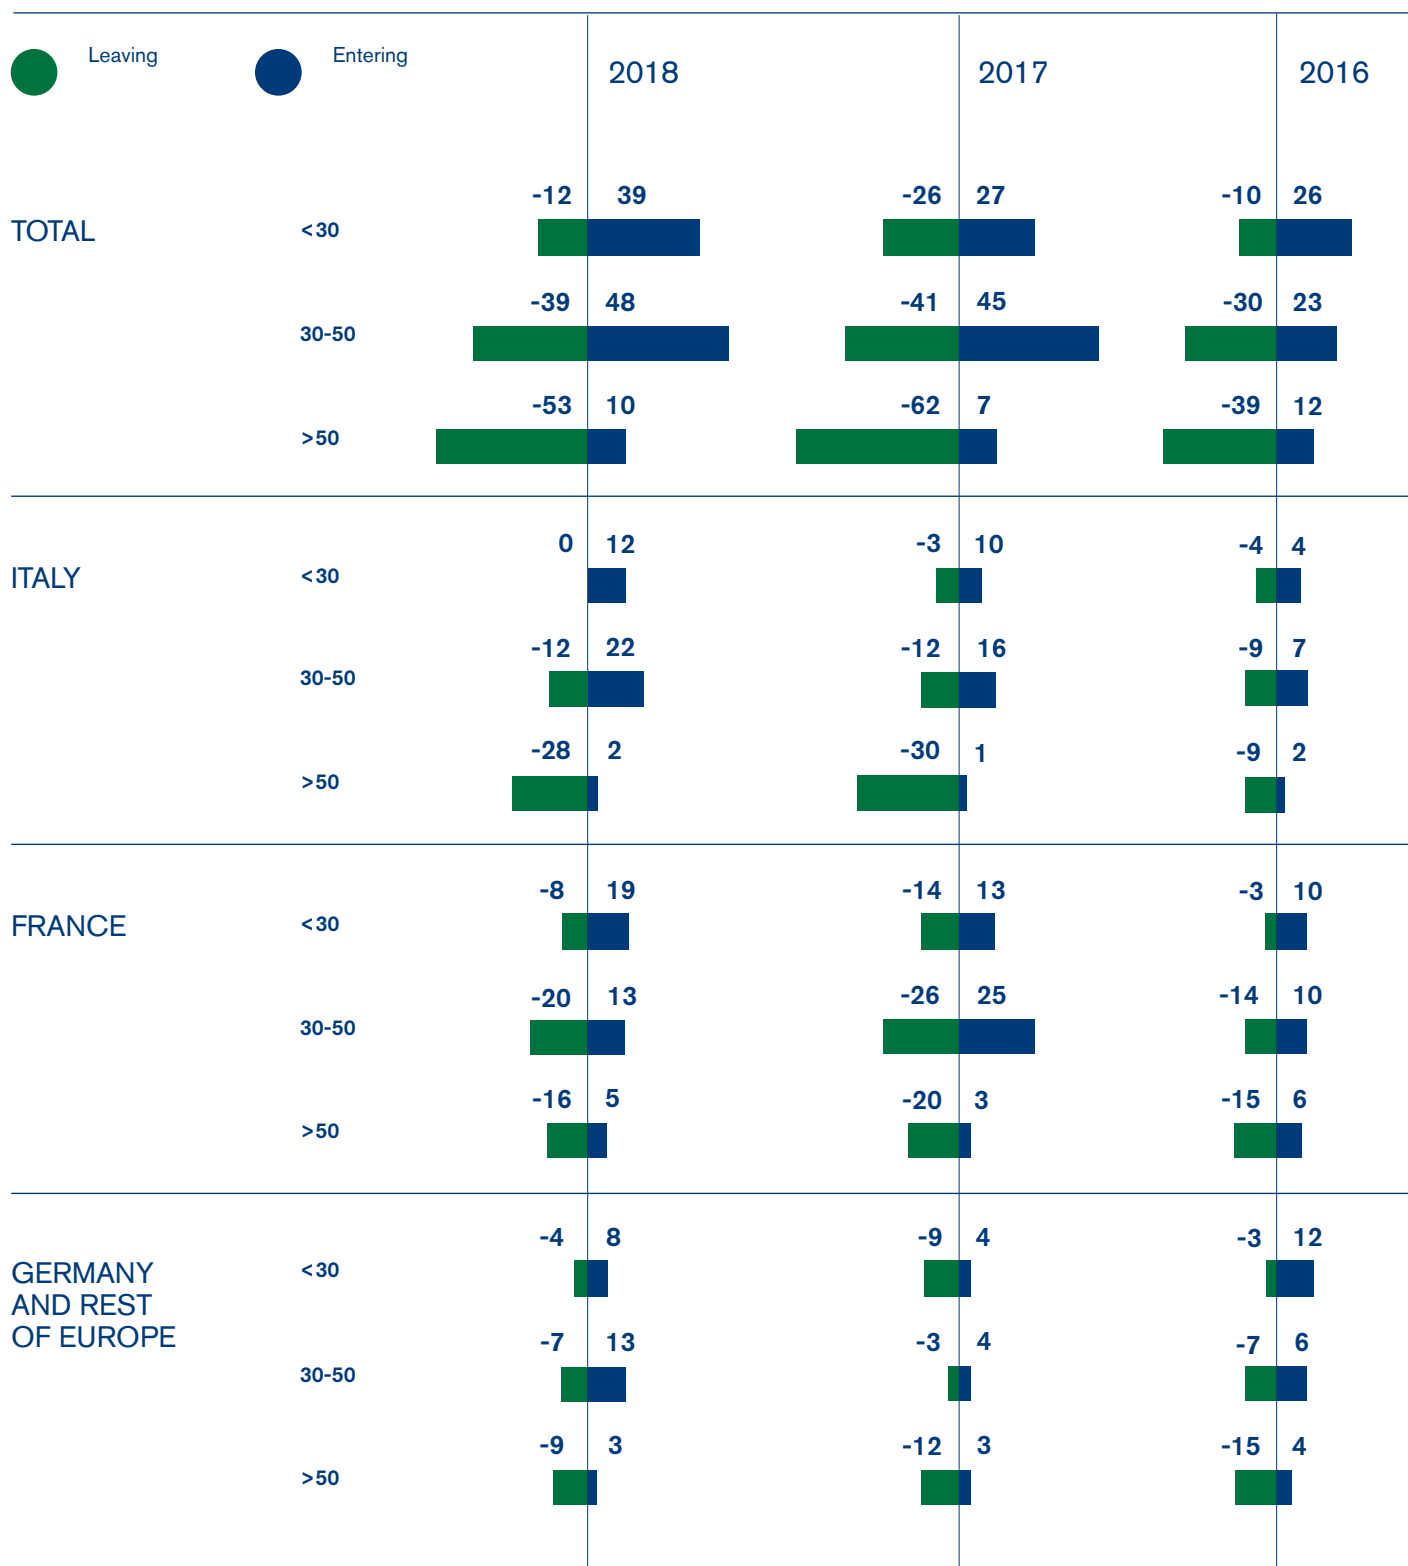 Leaving Entering 2018 2017 2016
-12 39 -26 27 -10 26
TOTAL <30
-39 48 -41 45 -30 23
30-50
-53 10 -62 7 -39 12
>50
0 12 -3 10 -4 4
ITALY <30
-12 22 -12 16 -9 7
30-50
-28 2 -30 1 -9 2
>50
-8 19 -14 13 -3 10
FRANCE <30
-20 13 -26 25 -14 10
30-50
-16 5 -20 3 -15 6
>50
-4 8 -9 4 -3 12
GERMANY <30
AND REST
OF EUROPE
-7 13 -3 4 -7 6
30-50
-9 3 -12 3 -15 4
>50